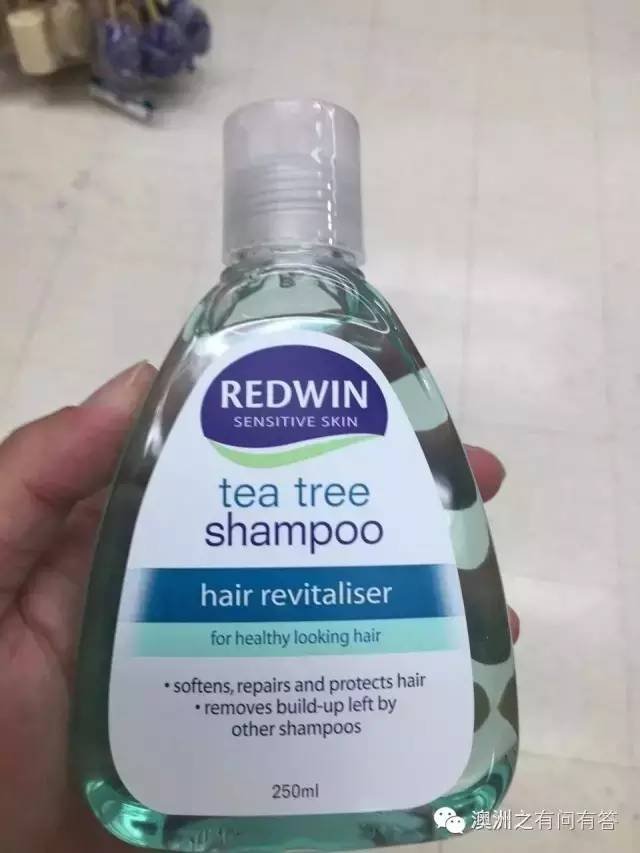 REDWIN
SENSITIVE SKIN
tea tree
shampoo
hair revitaliser
for healthy looking hair
• softens, repairs and protects hair
• removes build-up left by
other shampoos
250ml
澳洲之有问有答